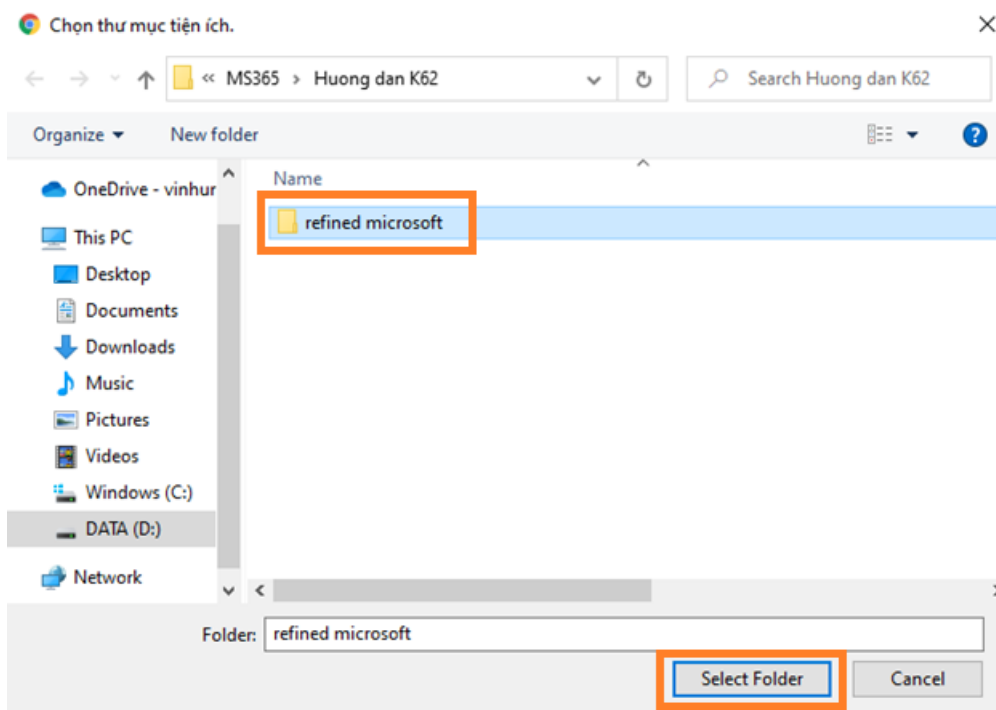 Chọn thư mục tiện ích.
« MS365 › Huong dan K62
Search Huong dan K62
Organize
New folder
Name
OneDrive - vinhur
refined microsoft
This PC
Desktop
Documents
Downloads
Music
Pictures
Videos
Windows (C:)
DATA (D:)
Network
Folder: refined microsoft
Select Folder
Cancel